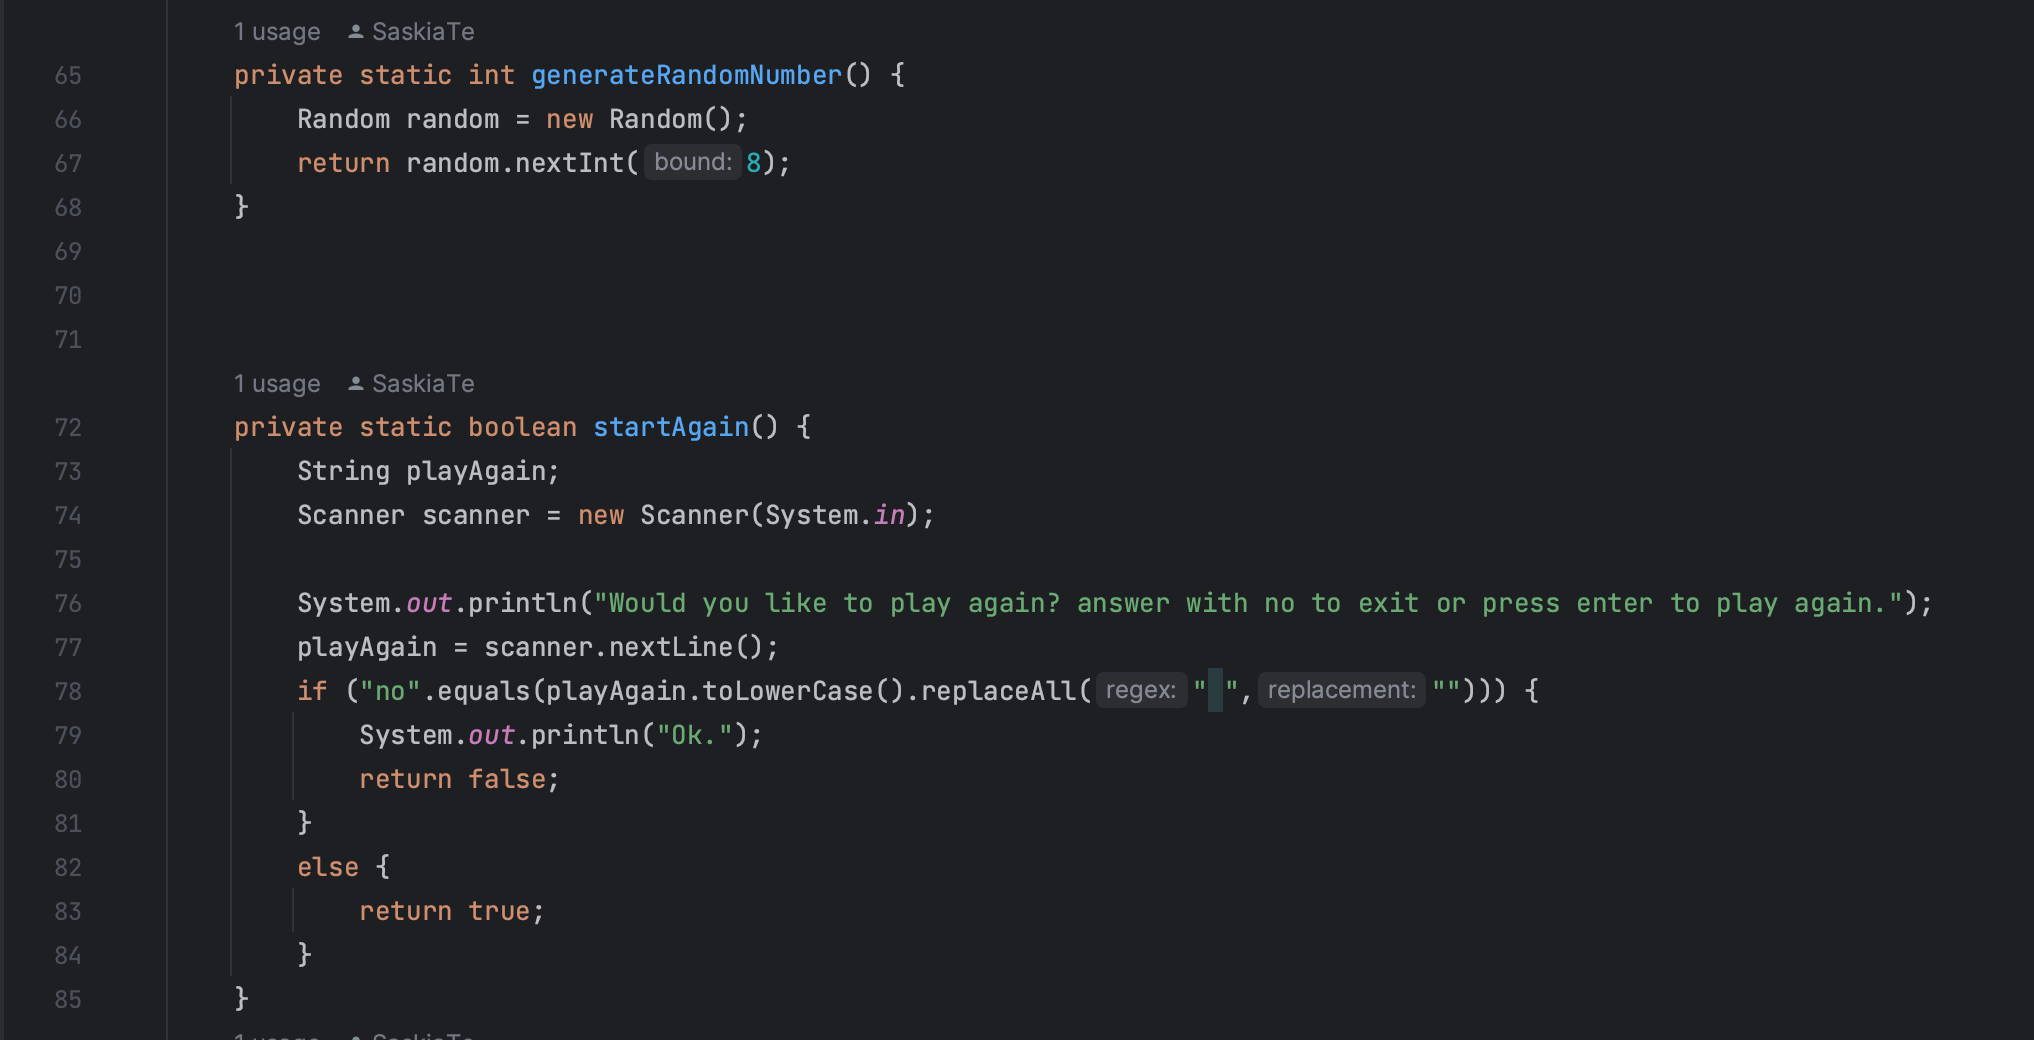 1 usage SaskiaTe
65 private static int generateRandomNumber() {
66 Random random = new Random();
67 return random.nextInt( bound: 8);
68 }
69
70
71
1 usage SaskiaTe
72 private static boolean startAgain() {
73 String playAgain;
74 Scanner scanner = new Scanner(System.in);
75
76 System.out.println("Would you like to play again? answer with no to exit or press enter to play again.");
77 playAgain = scanner.nextLine();
78 if ("no".equals(playAgain.toLowerCase().replaceAll( regex: " ", replacement: ""))) {
79 System.out.println("Ok.");
80 return false;
81 }
82 else {
83 return true;
84 }
85 }
1 usage SaskiaTe